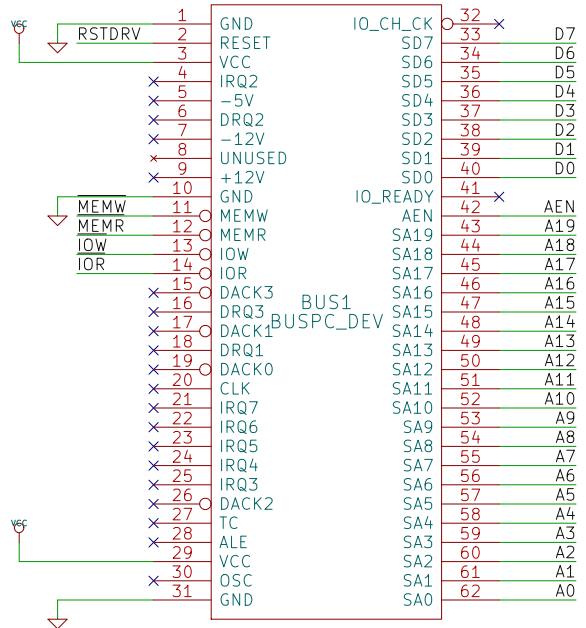 VCC
RSTDRV
1 GND IO_CH_CK 32
2 RESET SD7 33 D7
3 VCC SD6 34 D6
4 IRQ2 SD5 35 D5
5 -5V SD4 36 D4
6 DRQ2 SD3 37 D3
7 -12V SD2 38 D2
8 UNUSED SD1 39 D1
9 +12V SD0 40 D0
10 GND IO_READY 41
MEMW 11 MEMW AEN 42 AEN
MEMR 12 MEMR SA19 43 A19
IOW 13 IOW SA18 44 A18
IOR 14 IOR SA17 45 A17
15 DACK3 SA16 46 A16
BUS1
16 DRQ3 SA15 47 A15
BUSPC_DEV
17 DACK1 SA14 48 A14
18 DRQ1 SA13 49 A13
19 DACK0 SA12 50 A12
20 CLK SA11 51 A11
21 IRQ7 SA10 52 A10
22 IRQ6 SA9 53 A9
23 IRQ5 SA8 54 A8
24 IRQ4 SA7 55 A7
25 IRQ3 SA6 56 A6
26 DACK2 SA5 57 A5
VCC
27 TC SA4 58 A4
28 ALE SA3 59 A3
29 VCC SA2 60 A2
30 OSC SA1 61 A1
31 GND SA0 62 A0